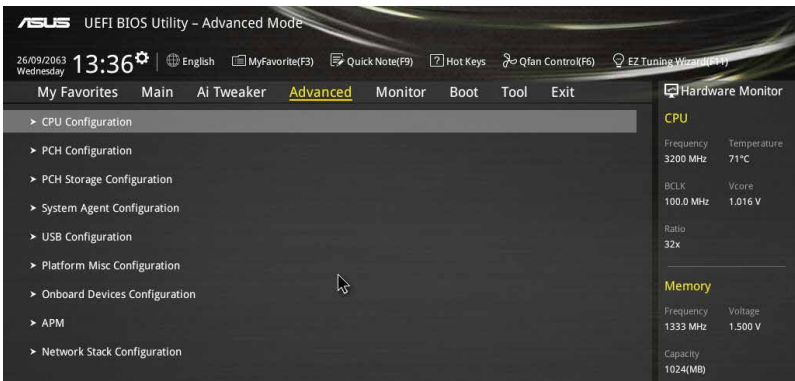 ASUS UEFI BIOS Utility – Advanced Mode
26/09/2063
Wednesday
13:36
English
MyFavorite(F3)
Quick Note(F9)
? Hot Keys
Qfan Control(F6)
EZ Tuning Wizard(F11)
My Favorites Main Ai Tweaker Advanced Monitor Boot Tool Exit
Hardware Monitor
> CPU Configuration
> PCH Configuration
> PCH Storage Configuration
> System Agent Configuration
> USB Configuration
> Platform Misc Configuration
> Onboard Devices Configuration
> APM
> Network Stack Configuration
CPU
Frequency Temperature
3200 MHz 71°C
BCLK Vcore
100.0 MHz 1.016 V
Ratio
32x
Memory
Frequency Voltage
1333 MHz 1.500 V
Capacity
1024(MB)